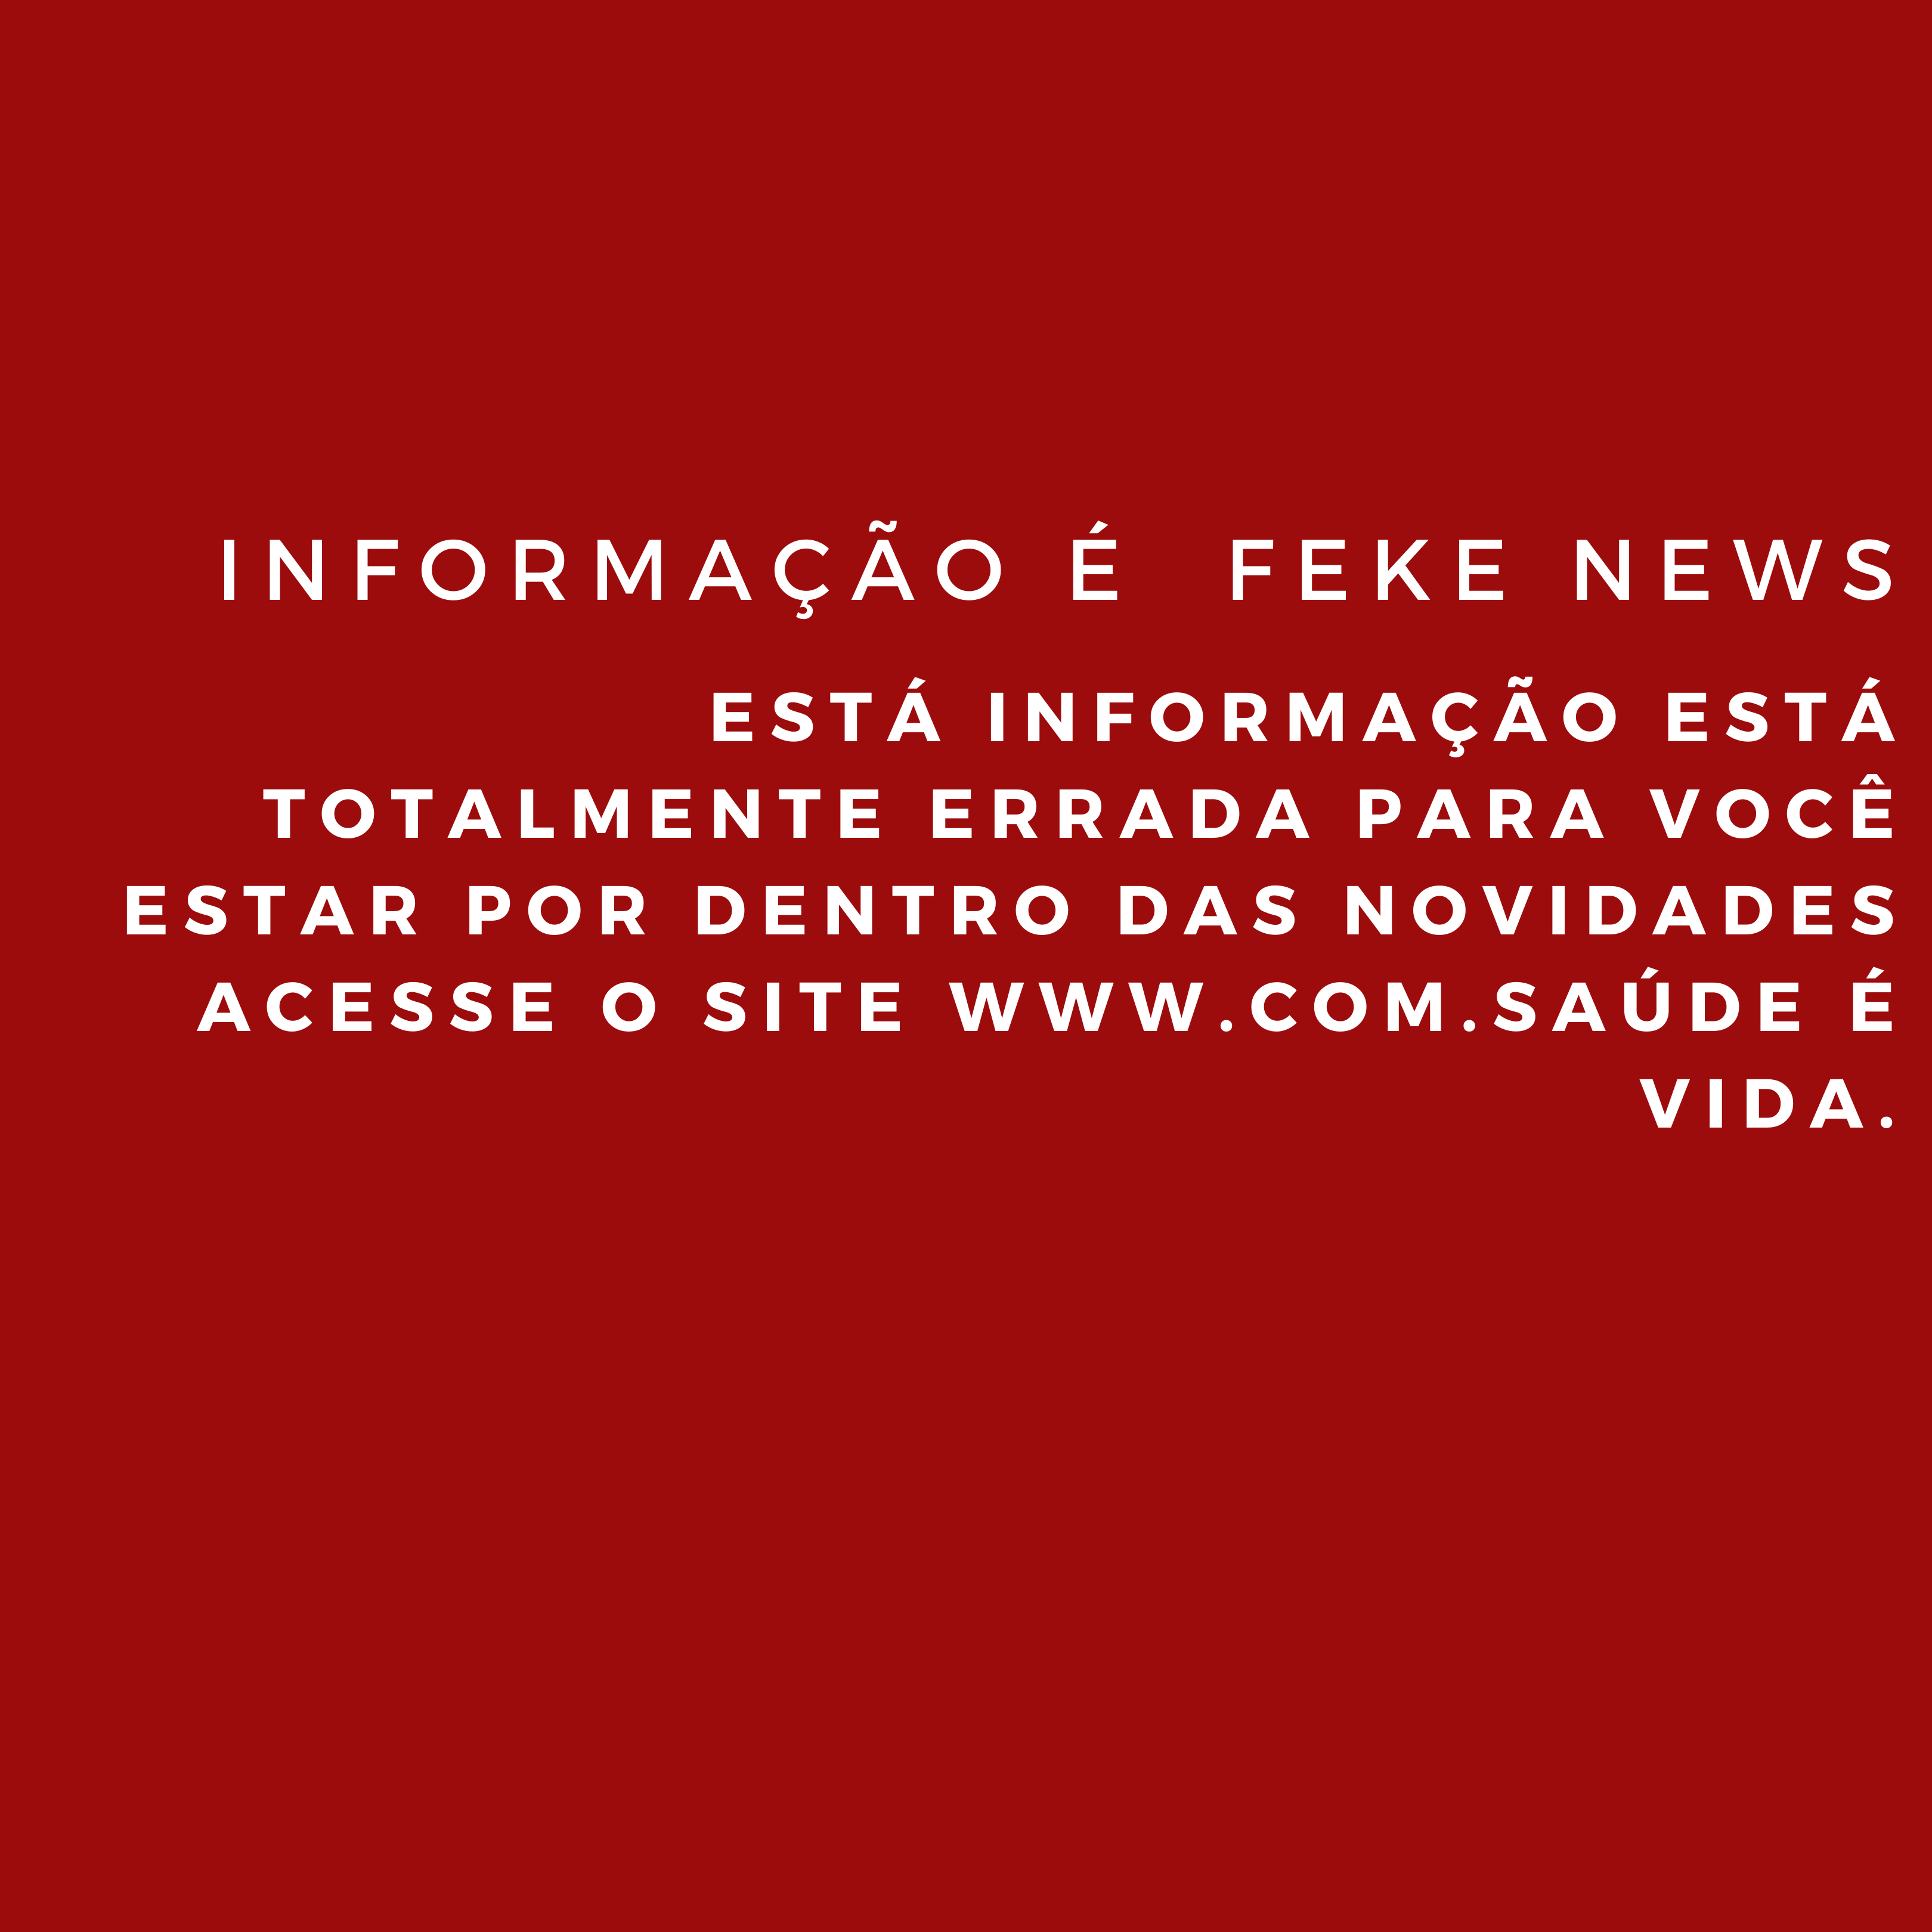 INFORMAÇÃO É FEKE NEWS
ESTÁ INFORMAÇÃO ESTÁ
TOTALMENTE ERRADA PARA VOCÊ
ESTAR POR DENTRO DAS NOVIDADES
ACESSE O SITE WWW.COM.SAÚDE É
VIDA.